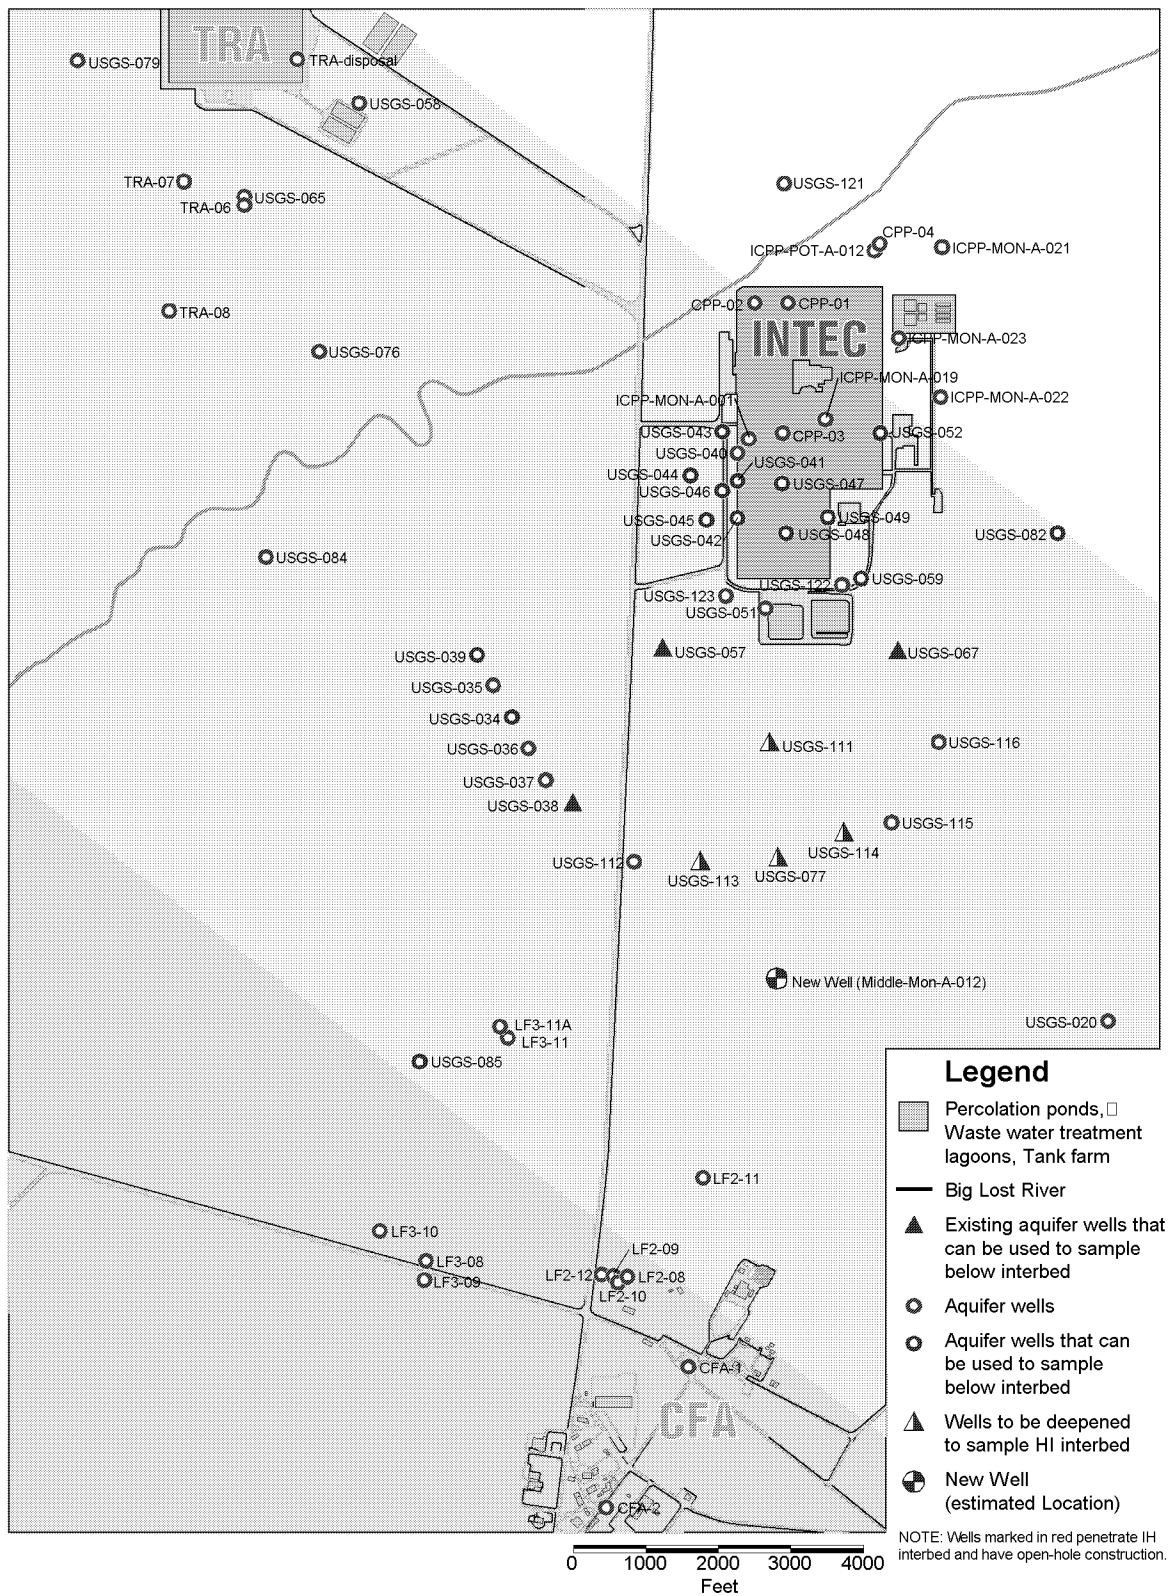 TRA
USGS-079
TRA-disposal
USGS-058
TRA-07
USGS-065
TRA-06
USGS-121
CPP-04
ICPP-POT-A-012
ICPP-MON-A-021
TRA-08
CPP-02
CPP-01
INTEC
ICPP-MON-A-023
USGS-076
ICPP-MON-A-019
ICPP-MON-A-001
ICPP-MON-A-022
USGS-043
CPP-03
USGS-052
USGS-040
USGS-041
USGS-044
USGS-046
USGS-047
USGS-045
USGS-049
USGS-042
USGS-048
USGS-082
USGS-084
USGS-122
USGS-059
USGS-123
USGS-051
USGS-039
USGS-057
USGS-067
USGS-035
USGS-034
USGS-036
USGS-111
USGS-116
USGS-037
USGS-038
USGS-115
USGS-114
USGS-112
USGS-113
USGS-077
New Well (Middle-Mon-A-012)
USGS-020
LF3-11A
LF3-11
USGS-085
LF2-11
LF3-10
LF3-08
LF3-09
LF2-09
LF2-12
LF2-08
LF2-10
CFA-1
CFA
CFA-2
Legend
Percolation ponds,□
Waste water treatment
lagoons, Tank farm
Big Lost River
Existing aquifer wells that
can be used to sample
below interbed
Aquifer wells
Aquifer wells that can
be used to sample
below interbed
Wells to be deepened
to sample HI interbed
New Well
(estimated Location)
NOTE: Wells marked in red penetrate IH
interbed and have open-hole construction.
0 1000 2000 3000 4000
Feet